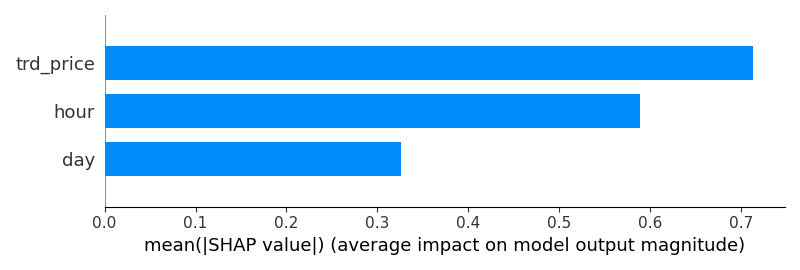 trd_price
hour
day
0.0 0.1 0.2 0.3 0.4 0.5 0.6 0.7
mean(|SHAP value|) (average impact on model output magnitude)